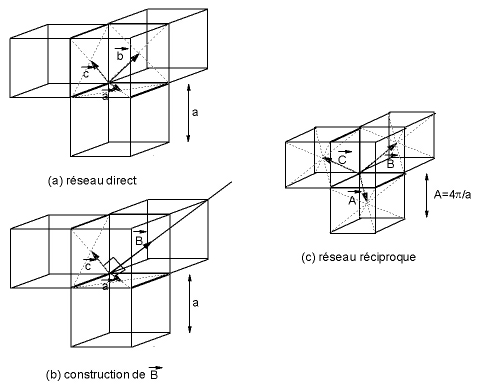 b
c
a
a
(a) réseau direct
B
c
a
a
(b) construction de B
C
B
A
A=4π/a
(c) réseau réciproque